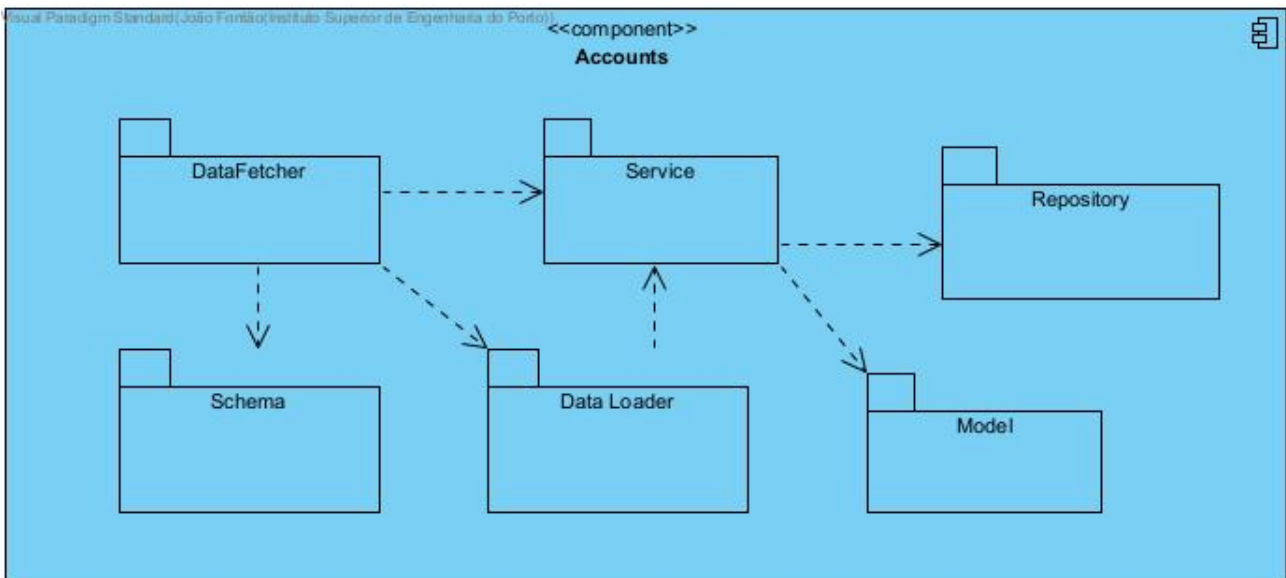 Visual Paradigm Standard(João Fontão(Instituto Superior de Engenharia do Porto))
<<component>>
Accounts
DataFetcher
Service
Repository
Schema
Data Loader
Model